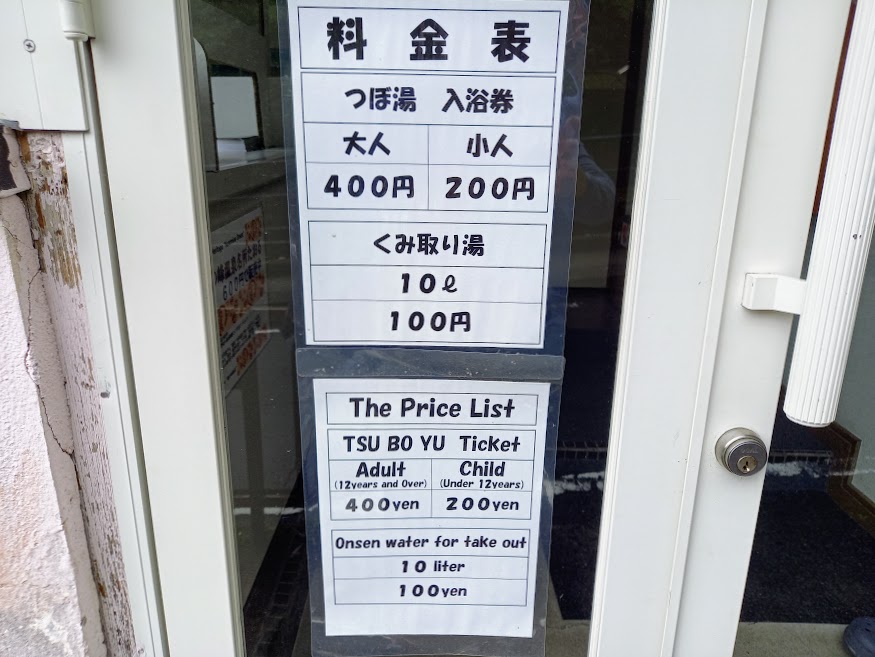 料 金 表
つぼ湯 入浴券
大人 小人
400円 200円
くみ取り湯
10ℓ
100円
The Price List
TSU BO YU Ticket
Adult Child
(12years and Over) (Under 12years)
400yen 200yen
Onsen water for take out
10 liter
100yen